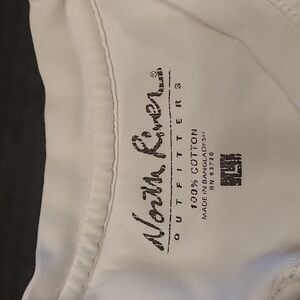 North River®
OUTFITTERS
100% COTTON
MADE IN BANGLADESH
RN 63720